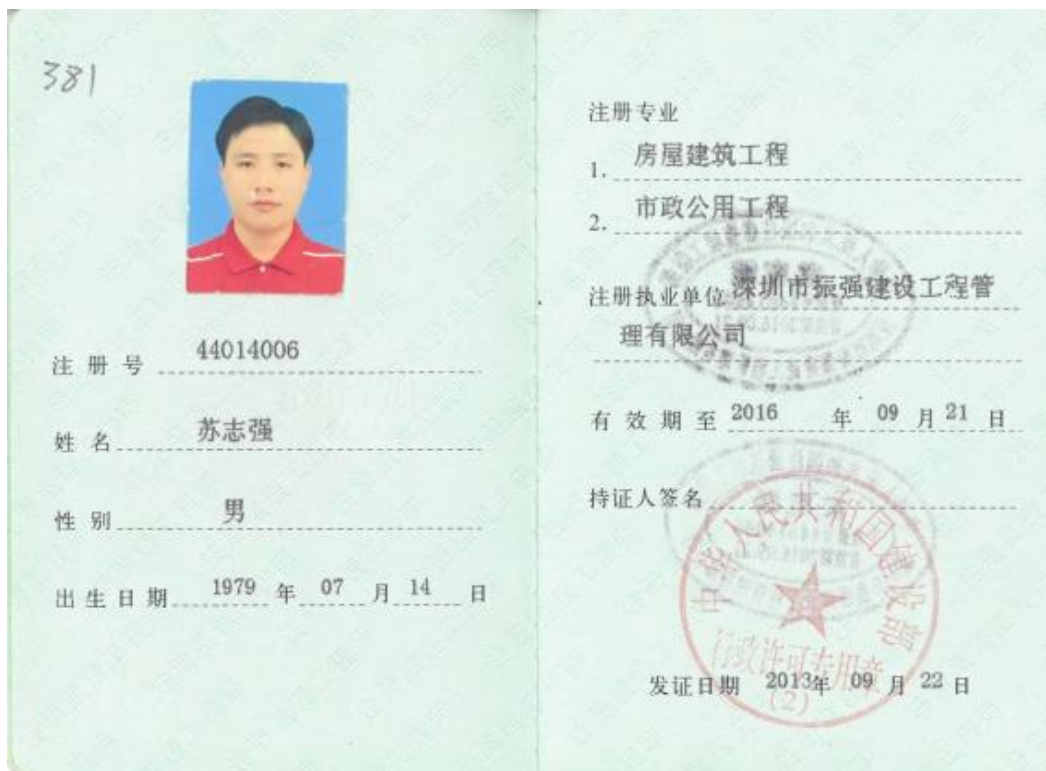 381
注册号 44014006
姓名 苏志强
性别 男
出生日期 1979 年 07 月 14 日
注册专业
1. 房屋建筑工程
2. 市政公用工程
注册执业单位 深圳市振强建设工程管
理有限公司
有效期至 2016 年 09 月 21 日
持证人签名
中华人民共和国建设部
行政许可专用章
(2)
发证日期 2013年 09 月 22 日